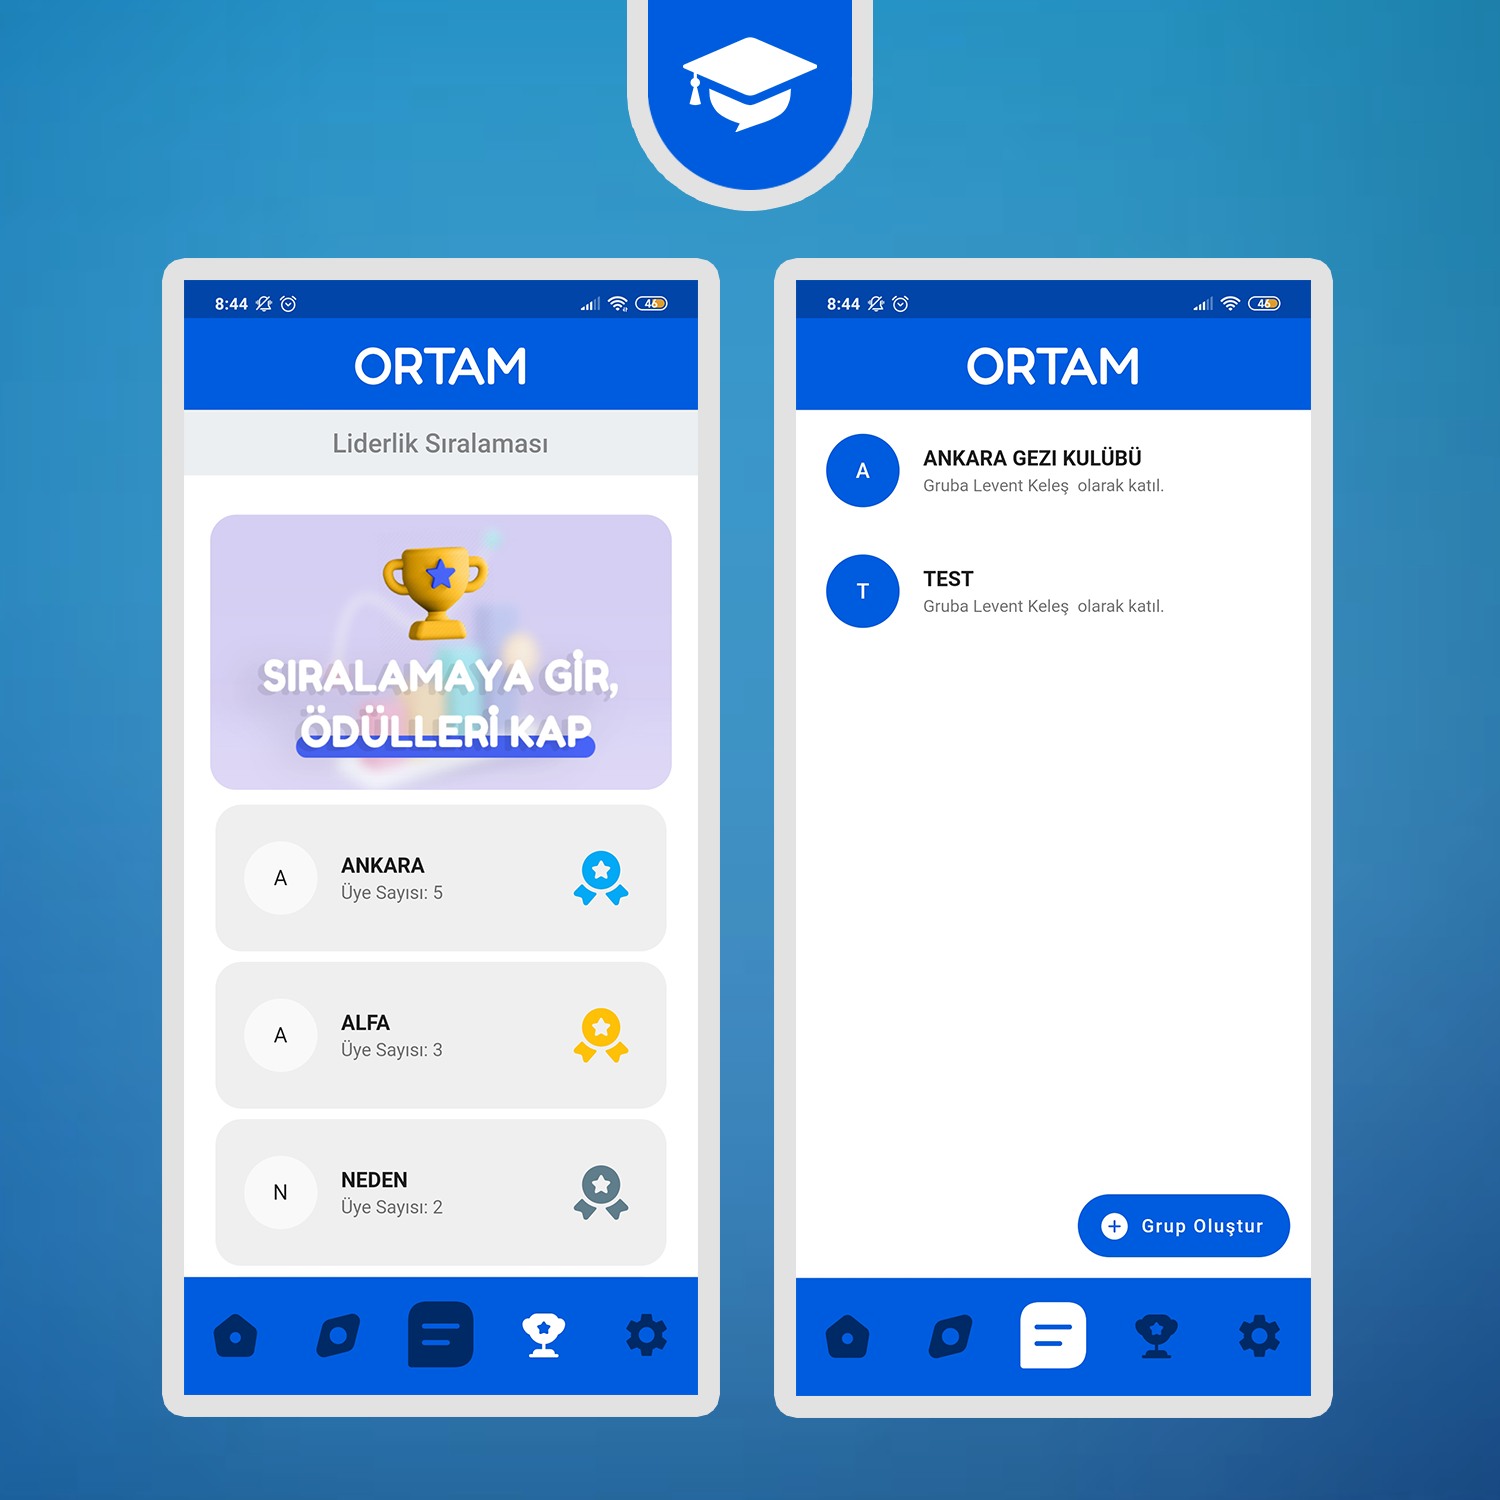 8:44
46
ORTAM
Liderlik Sıralaması
SIRALAMAYA GİR,
ÖDÜLLERİ KAP
A
ANKARA
Üye Sayısı: 5
A
ALFA
Üye Sayısı: 3
N
NEDEN
Üye Sayısı: 2
8:44
46
ORTAM
A
ANKARA GEZI KULÜBÜ
Gruba Levent Keleş  olarak katıl.
T
TEST
Gruba Levent Keleş  olarak katıl.
Grup Oluştur